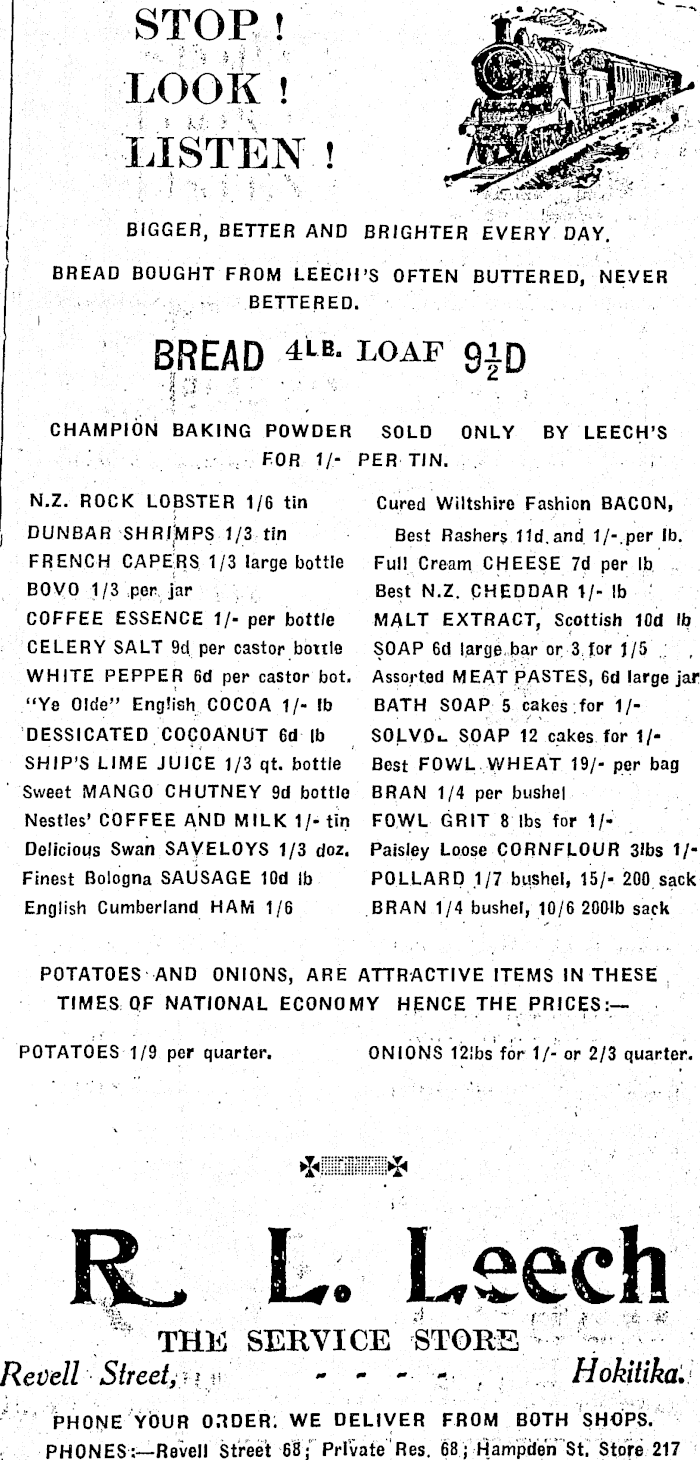 STOP !
LOOK !
LISTEN !
BIGGER, BETTER AND BRIGHTER EVERY DAY.
BREAD BOUGHT FROM LEECH'S OFTEN BUTTERED, NEVER
BETTERED.
BREAD 4LB. LOAF 9½D
CHAMPION BAKING POWDER SOLD ONLY BY LEECH'S
FOR 1/- PER TIN.
N.Z. ROCK LOBSTER 1/6 tin
DUNBAR SHRIMPS 1/3 tin
FRENCH CAPERS 1/3 large bottle
BOVO 1/3 per jar
COFFEE ESSENCE 1/- per bottle
CELERY SALT 9d per castor bottle
WHITE PEPPER 6d per castor bot.
"Ye Olde" English COCOA 1/- lb
DESSICATED COCOANUT 6d lb
SHIP'S LIME JUICE 1/3 qt. bottle
Sweet MANGO CHUTNEY 9d bottle
Nestles' COFFEE AND MILK 1/- tin
Delicious Swan SAVELOYS 1/3 doz.
Finest Bologna SAUSAGE 10d lb
English Cumberland HAM 1/6
Cured Wiltshire Fashion BACON,
Best Rashers 11d. and 1/- per lb.
Full Cream CHEESE 7d per lb
Best N.Z. CHEDDAR 1/- lb
MALT EXTRACT, Scottish 10d lb
SOAP 6d large bar or 3 for 1/5
Assorted MEAT PASTES, 6d large jar
BATH SOAP 5 cakes for 1/-
SOLVOL SOAP 12 cakes for 1/-
Best FOWL WHEAT 19/- per bag
BRAN 1/4 per bushel
FOWL GRIT 8 lbs for 1/-
Paisley Loose CORNFLOUR 3lbs 1/-
POLLARD 1/7 bushel, 15/- 200 sack
BRAN 1/4 bushel, 10/6 200lb sack
POTATOES AND ONIONS, ARE ATTRACTIVE ITEMS IN THESE
TIMES OF NATIONAL ECONOMY HENCE THE PRICES:—
POTATOES 1/9 per quarter.
ONIONS 12lbs for 1/- or 2/3 quarter.
R. L. Leech
THE SERVICE STORE
Revell Street, - - - - Hokitika.
PHONE YOUR ORDER. WE DELIVER FROM BOTH SHOPS.
PHONES:—Revell Street 68; Private Res. 68; Hampden St. Store 217